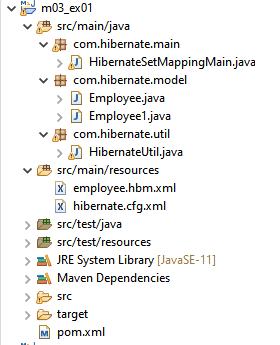 m03_ex01
src/main/java
com.hibernate.main
HibernateSetMappingMain.java
com.hibernate.model
Employee.java
Employee1.java
com.hibernate.util
HibernateUtil.java
src/main/resources
employee.hbm.xml
hibernate.cfg.xml
src/test/java
src/test/resources
JRE System Library [JavaSE-11]
Maven Dependencies
src
target
pom.xml